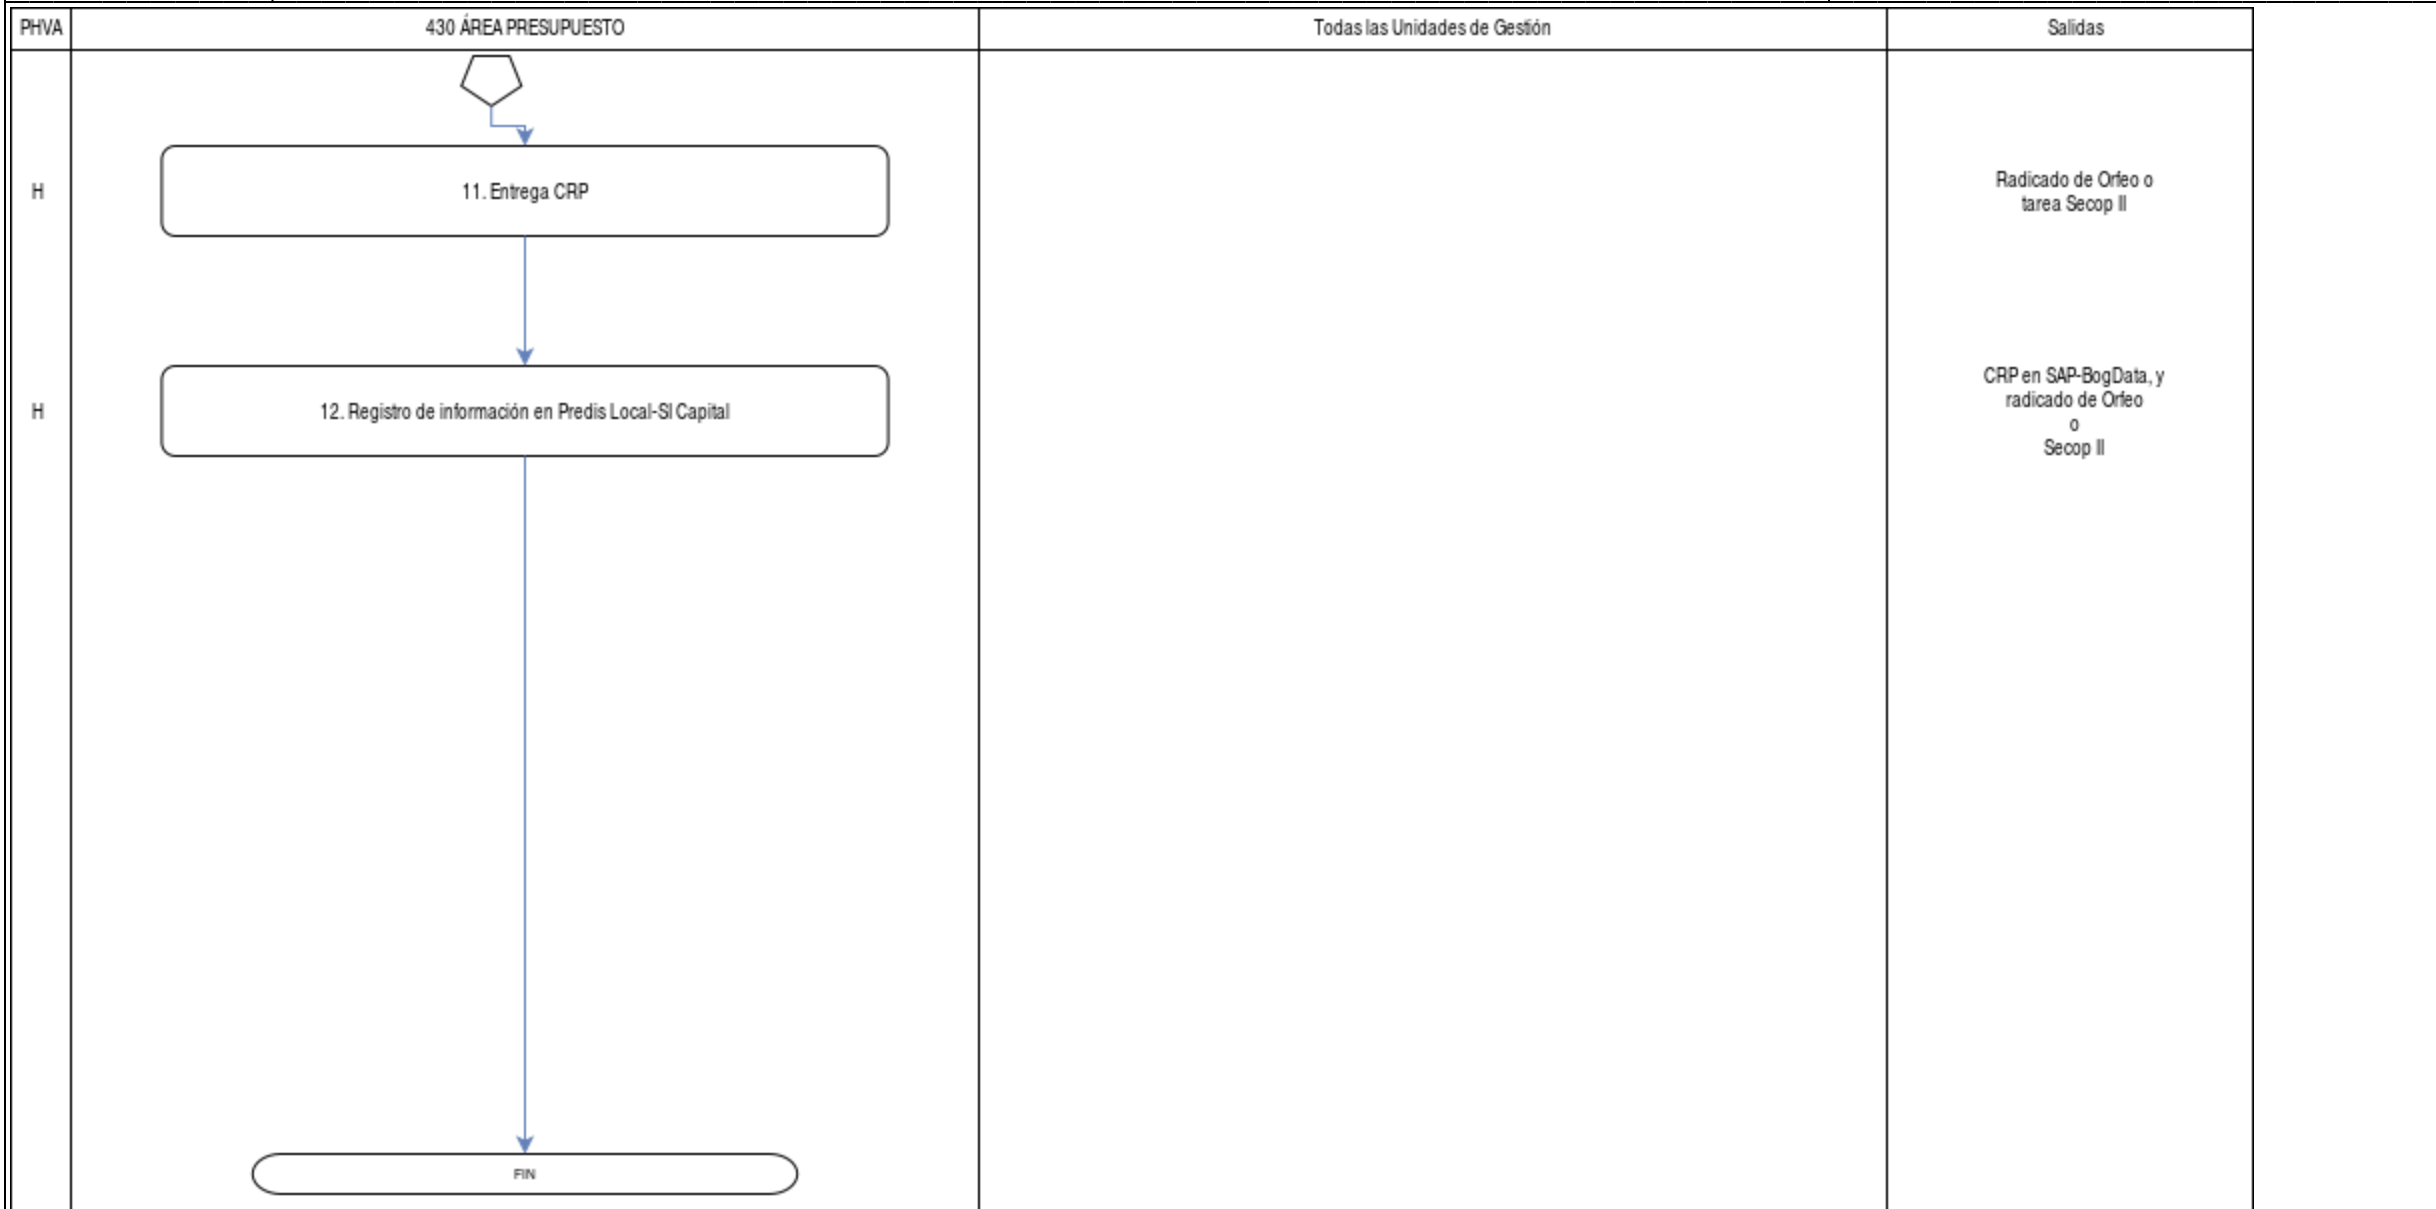 PHVA
430 ÁREA PRESUPUESTO
Todas las Unidades de Gestión
Salidas
H
11. Entrega CRP
Radicado de Orfeo o
tarea Secop II
H
12. Registro de información en Predis Local-SI Capital
CRP en SAP-BogData, y
radicado de Orfeo
o
Secop II
FIN